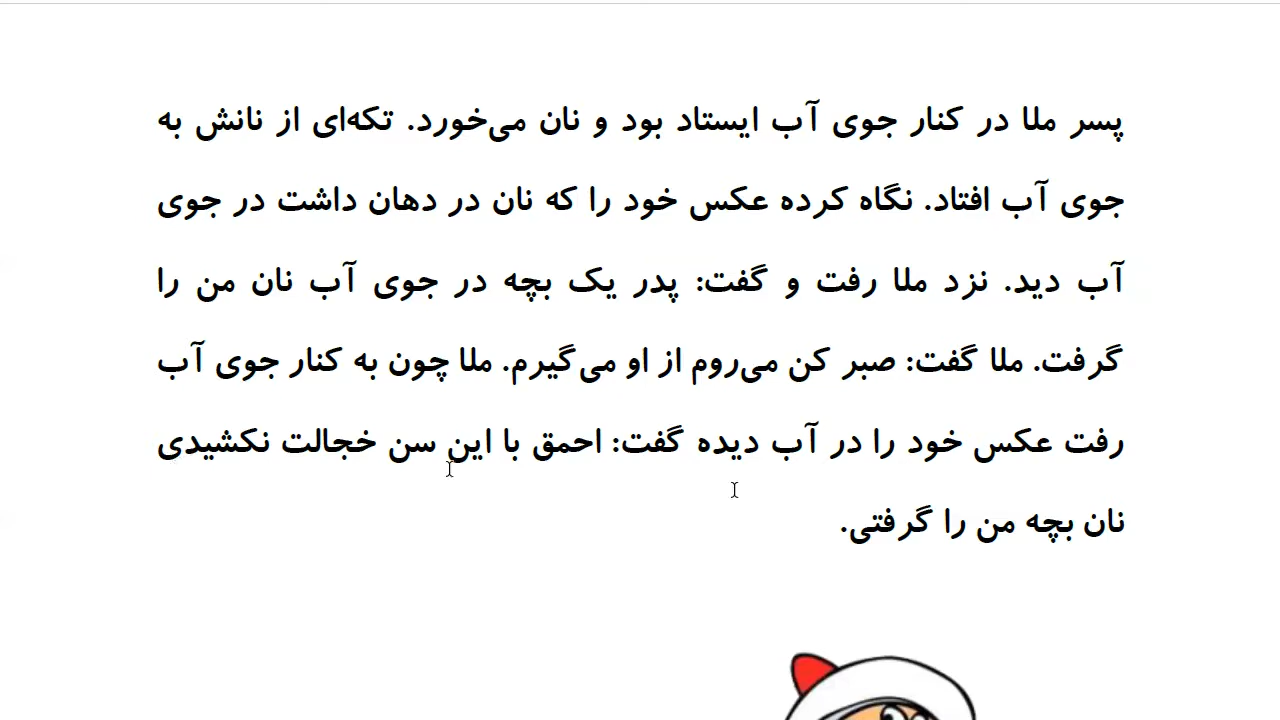 پسر ملا در کنار جوی آب ایستاد بود و نان می‌خورد. تکه‌ای از نانش به
جوی آب افتاد. نگاه کرده عکس خود را که نان در دهان داشت در جوی
آب دید. نزد ملا رفت و گفت: پدر یک بچه در جوی آب نان من را
گرفت. ملا گفت: صبر کن می‌روم از او می‌گیرم. ملا چون به کنار جوی آب
رفت عکس خود را در آب دیده گفت: احمق با این سن خجالت نکشیدی
نان بچه من را گرفتی.